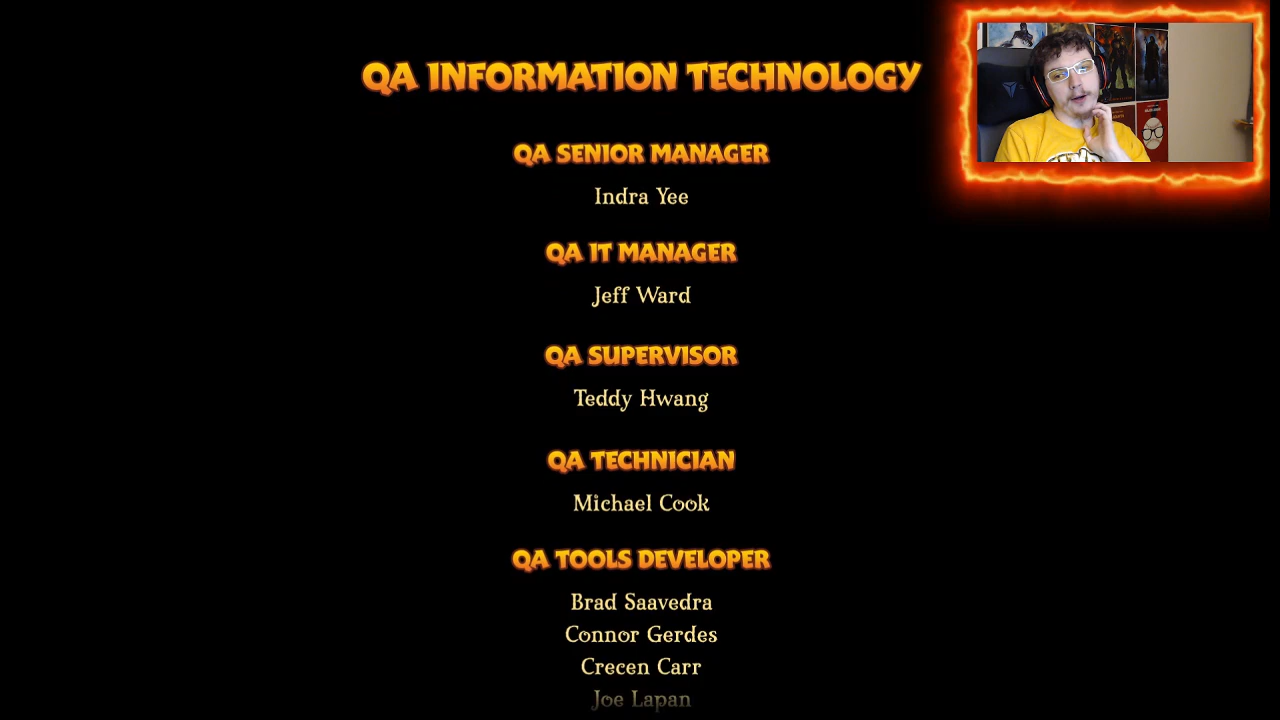 QA INFORMATION TECHNOLOGY
QA SENIOR MANAGER
Indra Yee
QA IT MANAGER
Jeff Ward
QA SUPERVISOR
Teddy Hwang
QA TECHNICIAN
Michael Cook
QA TOOLS DEVELOPER
Brad Saavedra
Connor Gerdes
Crecen Carr
Joe Lapan